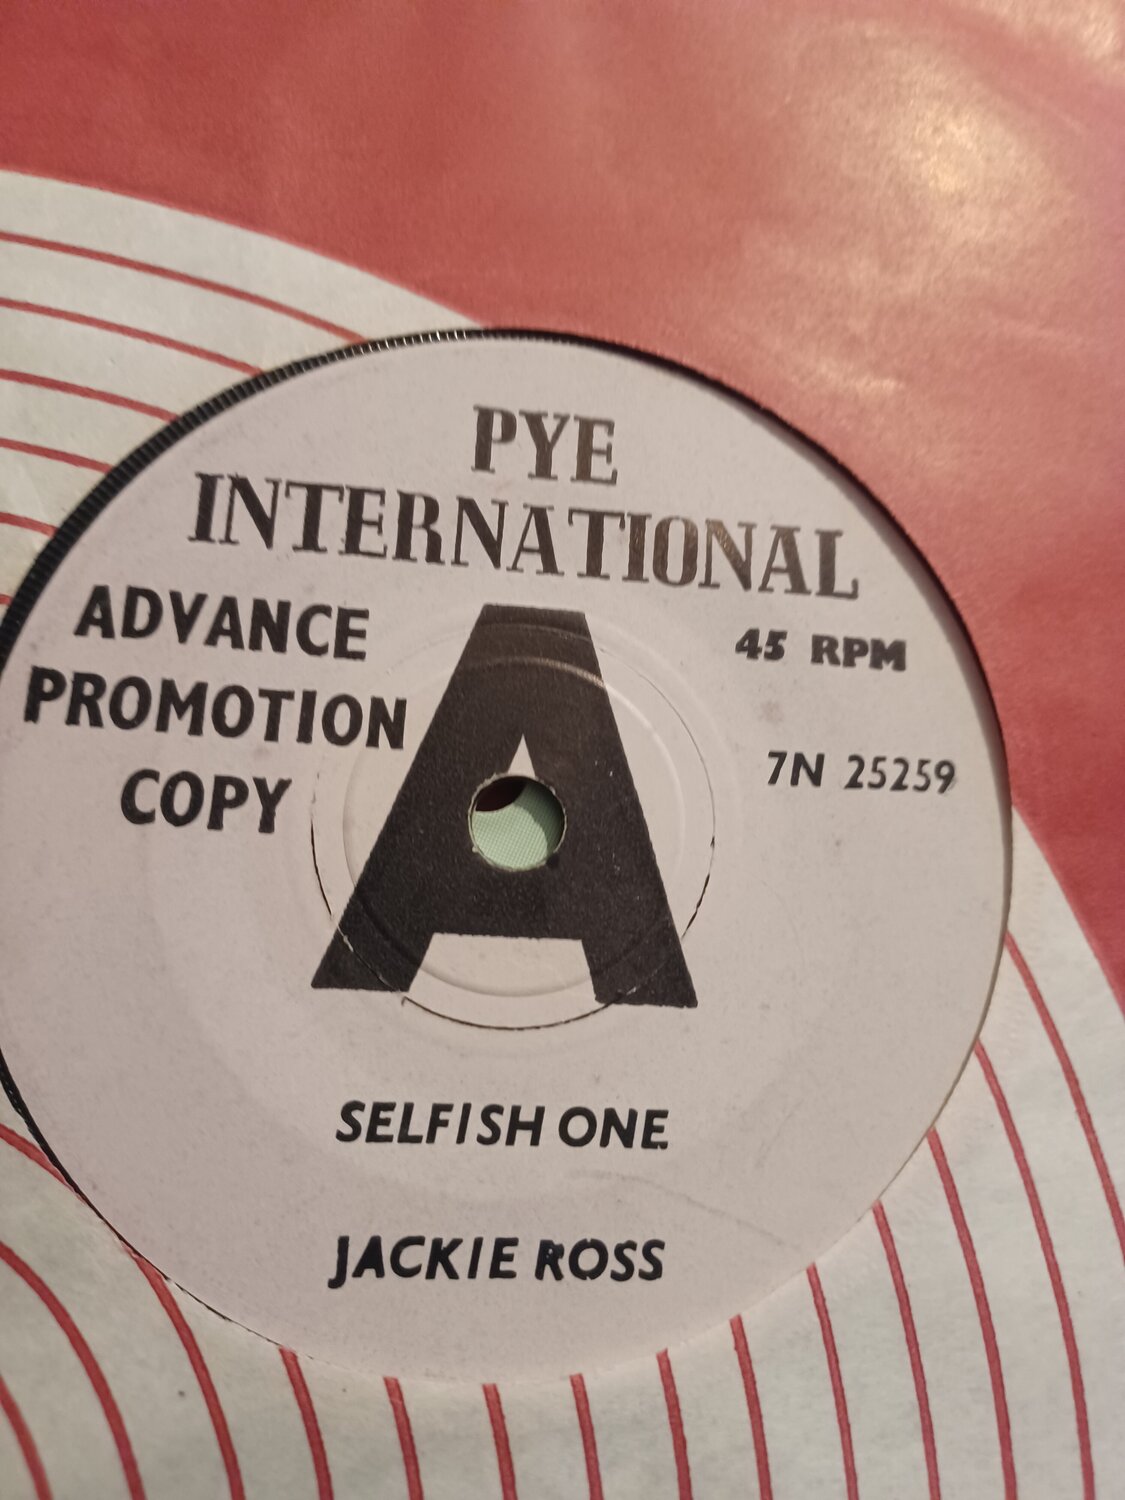 PYE
INTERNATIONAL
ADVANCE
PROMOTION
COPY
A
45 RPM
7N 25259
SELFISH ONE
JACKIE ROSS